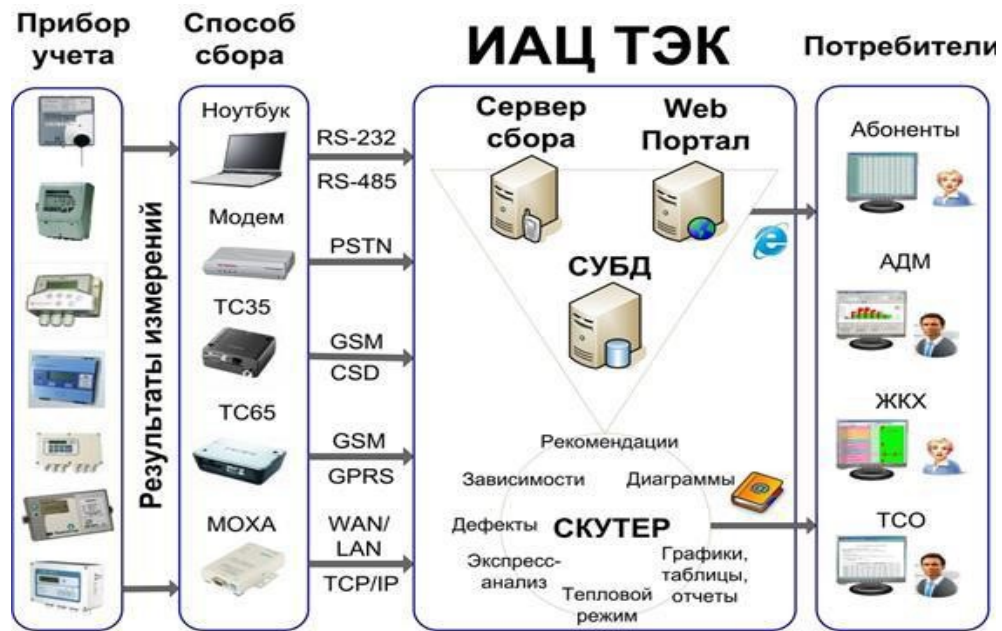 Прибор
учета
Способ
сбора
ИАЦ ТЭК
Потребители
Результаты измерений
Ноутбук
RS-232
RS-485
Модем
PSTN
TC35
GSM
CSD
TC65
GSM
GPRS
MOXA
WAN/
LAN
TCP/IP
Сервер
сбора
Web
Портал
СУБД
Рекомендации
Зависимости
Диаграммы
Дефекты
СКУТЕР
Экспресс-
анализ
Графики,
таблицы,
отчеты
Тепловой
режим
Абоненты
АДМ
ЖКХ
ТСО